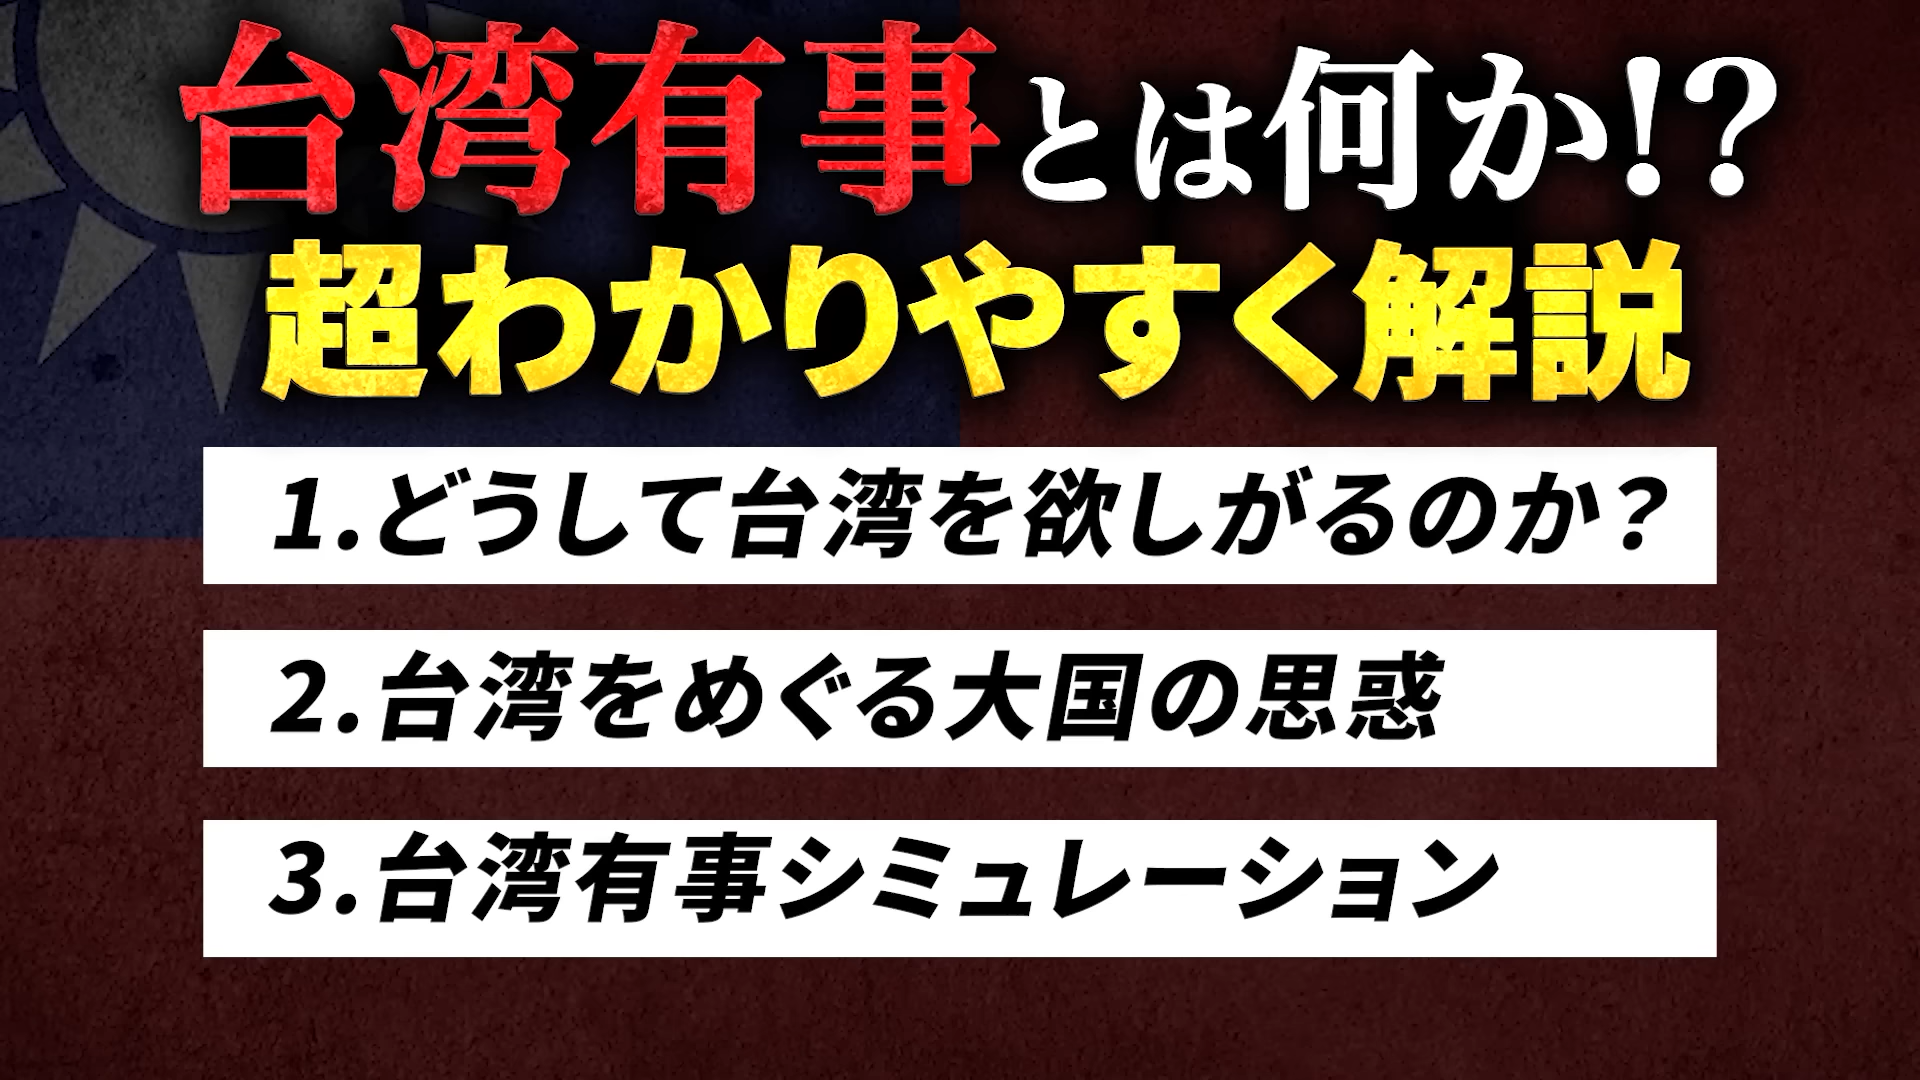 台湾有事とは何か!?
超わかりやすく解説
1.どうして台湾を欲しがるのか?
2.台湾をめぐる大国の思惑
3.台湾有事シミュレーション